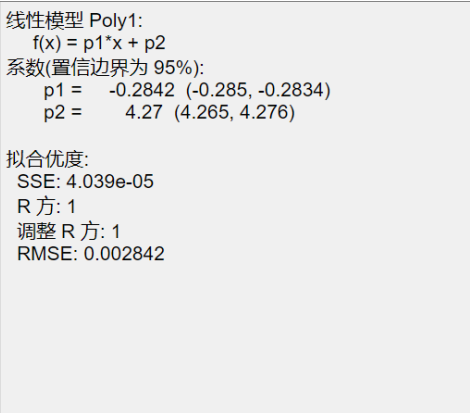 线性模型 Poly1:
f(x) = p1*x + p2
系数(置信边界为 95%):
p1 = -0.2842 (-0.285, -0.2834)
p2 = 4.27 (4.265, 4.276)
拟合优度:
SSE: 4.039e-05
R 方: 1
调整 R 方: 1
RMSE: 0.002842